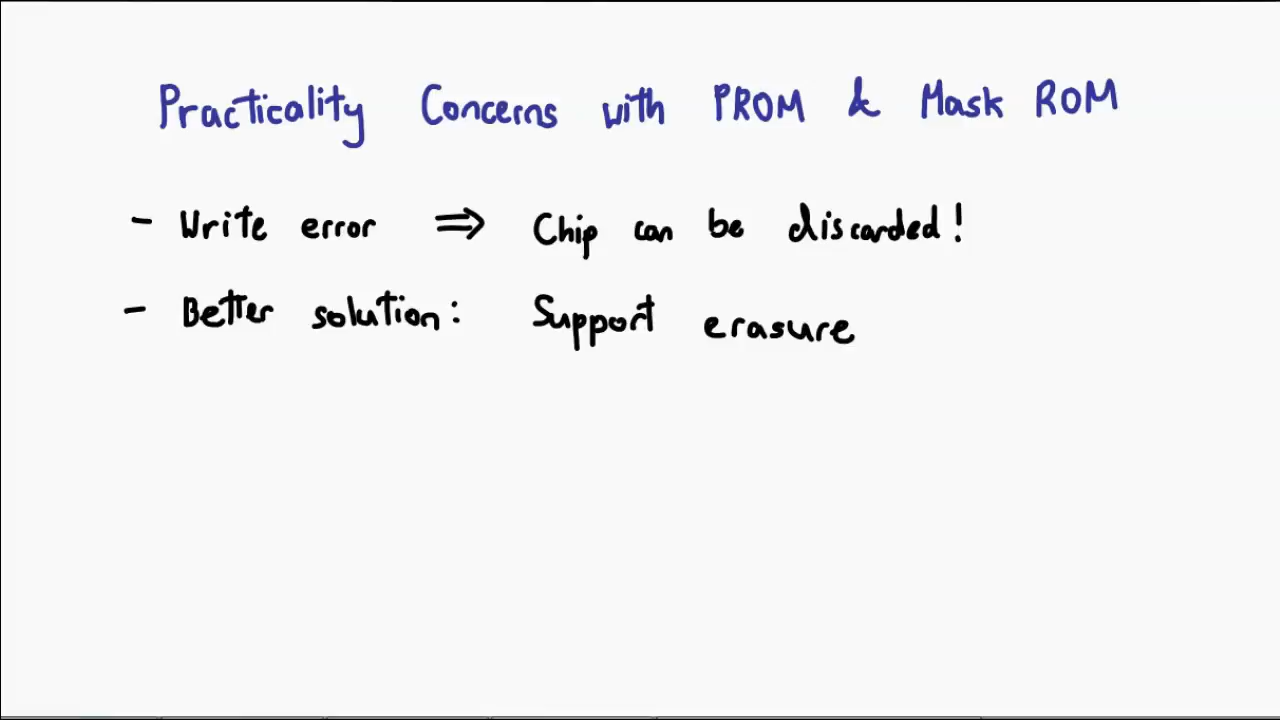 Practicality Concerns with PROM & Mask ROM
- Write error ⇒ Chip can be discarded!
- Better solution: Support erasure